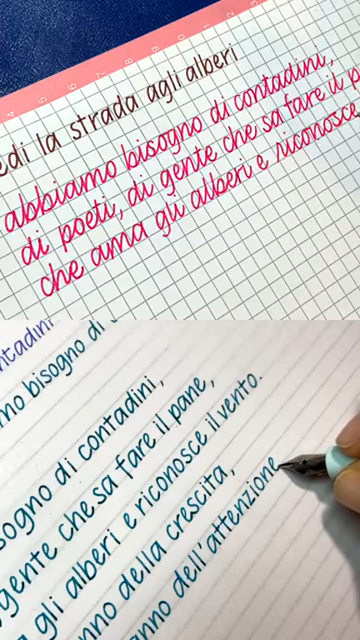 edi la strada agli alberi
abbiamo bisogno di contadini,
di poeti, di gente che sa fare il p
che ama gli alberi e riconosce
ntadini
mo bisogno di
sogno di contadini,
gente che sa fare il pane,
gli alberi e riconosce il vento.
nno della crescita,
anno dell'attenzione